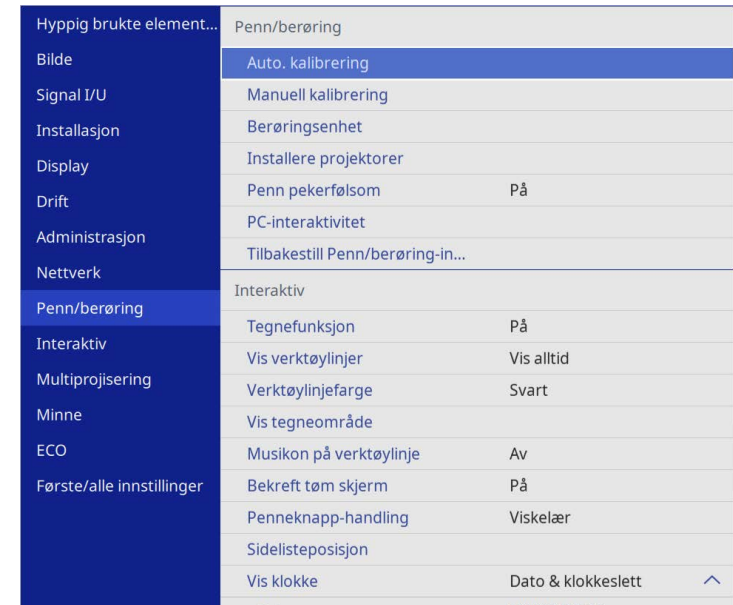 Hyppig brukte element...
Bilde
Signal I/U
Installasjon
Display
Drift
Administrasjon
Nettverk
Penn/berøring
Interaktiv
Multiprojisering
Minne
ECO
Første/alle innstillinger
Penn/berøring
Auto. kalibrering
Manuell kalibrering
Berøringsenhet
Installere projektorer
Penn pekerfølsom På
PC-interaktivitet
Tilbakestill Penn/berøring-in...
Interaktiv
Tegnefunksjon På
Vis verktøylinjer Vis alltid
Verktøylinjefarge Svart
Vis tegneområde
Musikon på verktøylinje Av
Bekreft tøm skjerm På
Penneknapp-handling Viskelær
Sidelisteposisjon
Vis klokke Dato & klokkeslett